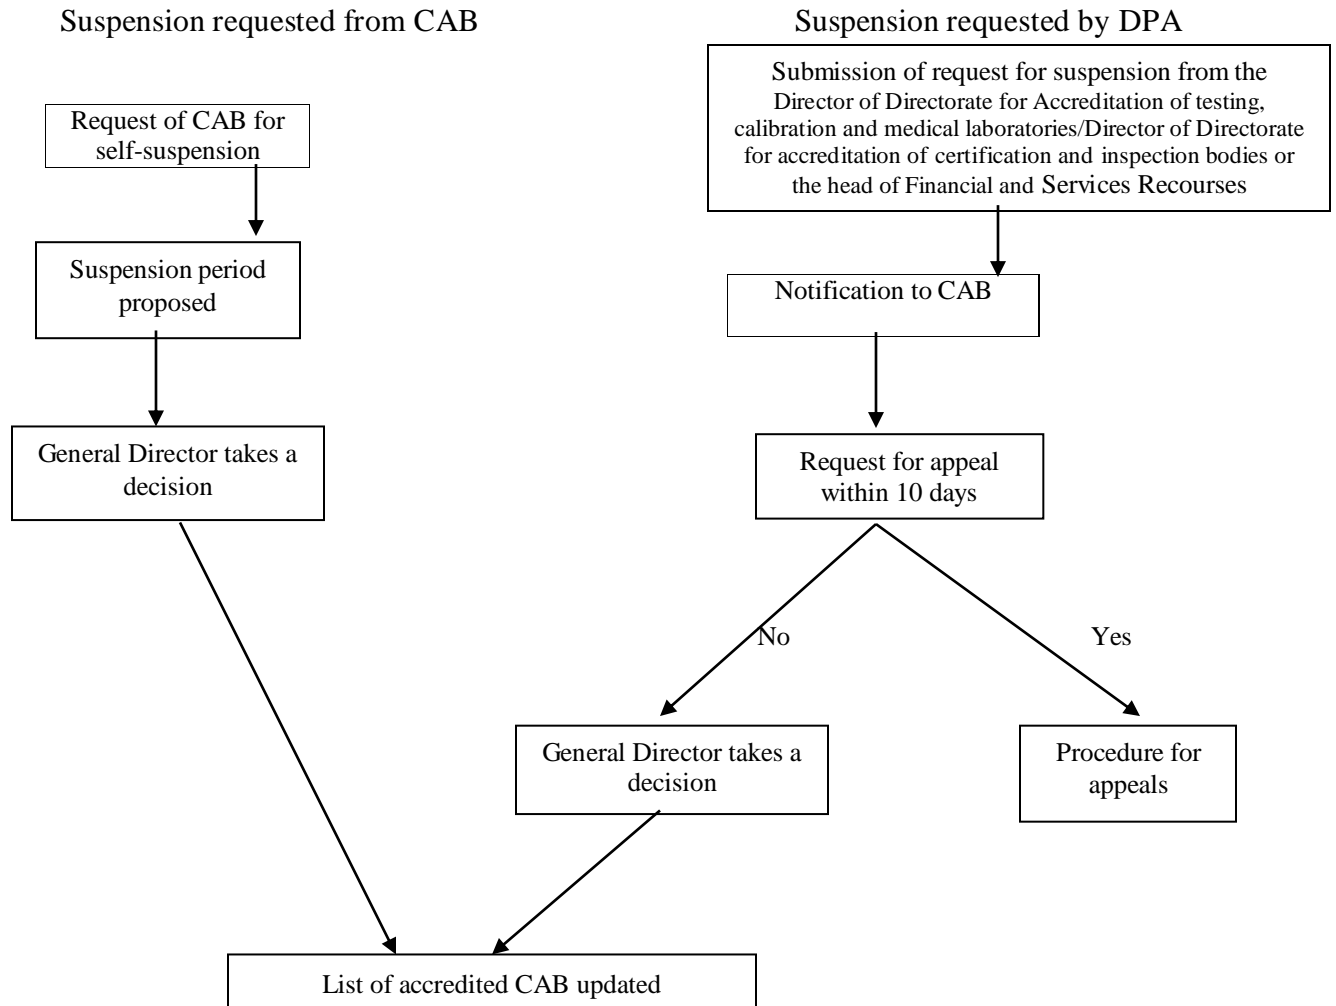 Suspension requested from CAB
Suspension requested by DPA
Request of CAB for
self-suspension
Suspension period
proposed
General Director takes a
decision
Submission of request for suspension from the
Director of Directorate for Accreditation of testing,
calibration and medical laboratories/Director of Directorate
for accreditation of certification and inspection bodies or
the head of Financial and Services Recourses
Notification to CAB
Request for appeal
within 10 days
No
Yes
General Director takes a
decision
Procedure for
appeals
List of accredited CAB updated